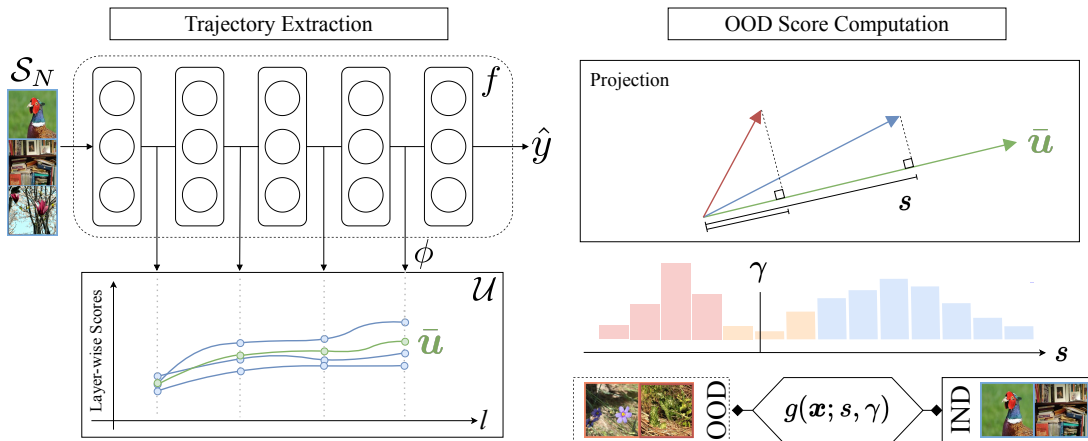 Trajectory Extraction
OOD Score Computation
𝒮_N
f
ŷ
ϕ
𝒰
Layer-wise Scores
ū
l
Projection
ū
s
γ
s
OOD
g(x; s, γ)
IND